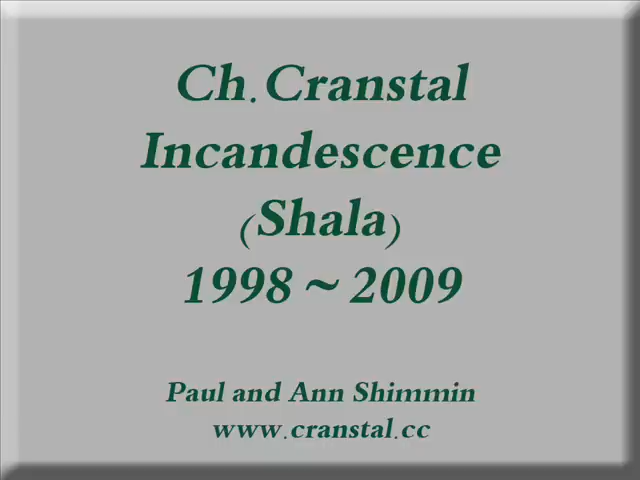 Ch.Cranstal
Incandescence
(Shala)
1998 ~ 2009
Paul and Ann Shimmin
www.cranstal.cc